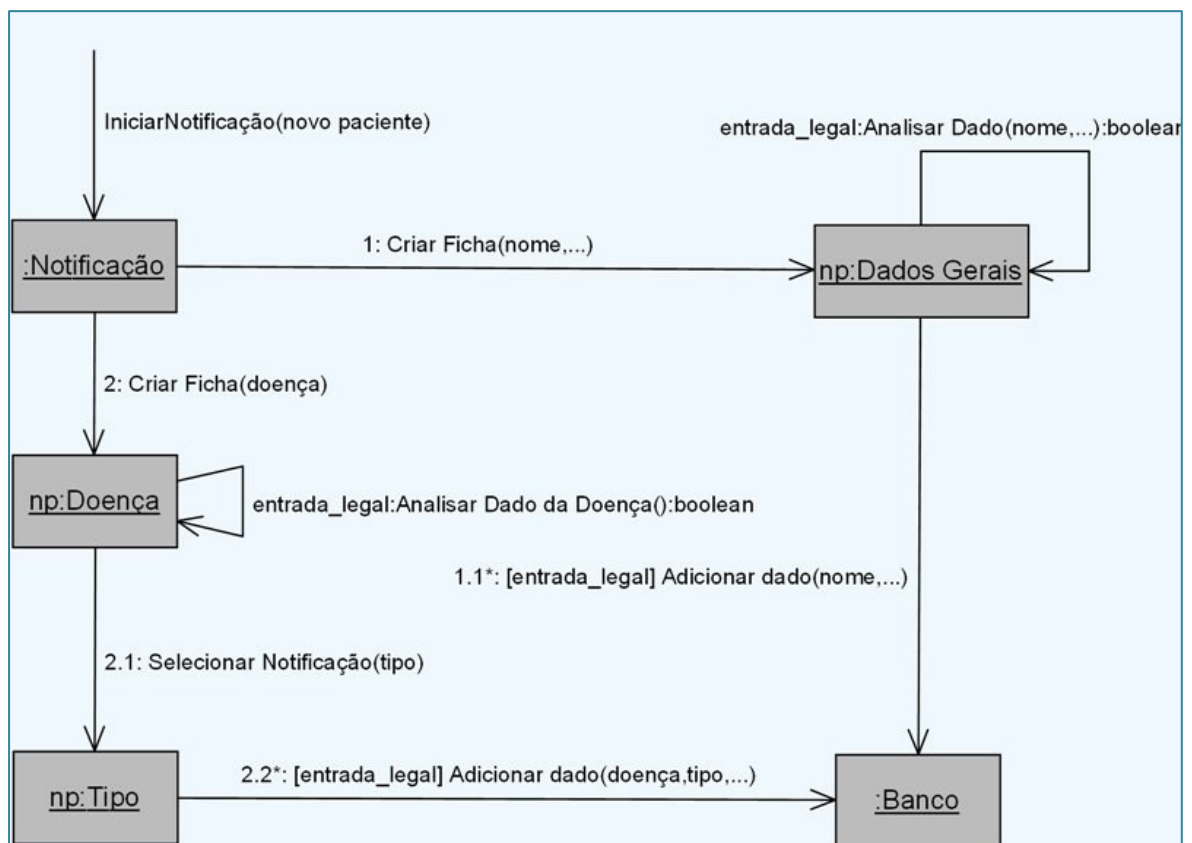 IniciarNotificação(novo paciente)
entrada_legal:Analisar Dado(nome,...):boolean
:Notificação
1: Criar Ficha(nome,...)
np:Dados Gerais
2: Criar Ficha(doença)
np:Doença
entrada_legal:Analisar Dado da Doença():boolean
1.1*: [entrada_legal] Adicionar dado(nome,...)
2.1: Selecionar Notificação(tipo)
np:Tipo
2.2*: [entrada_legal] Adicionar dado(doença,tipo,...)
:Banco